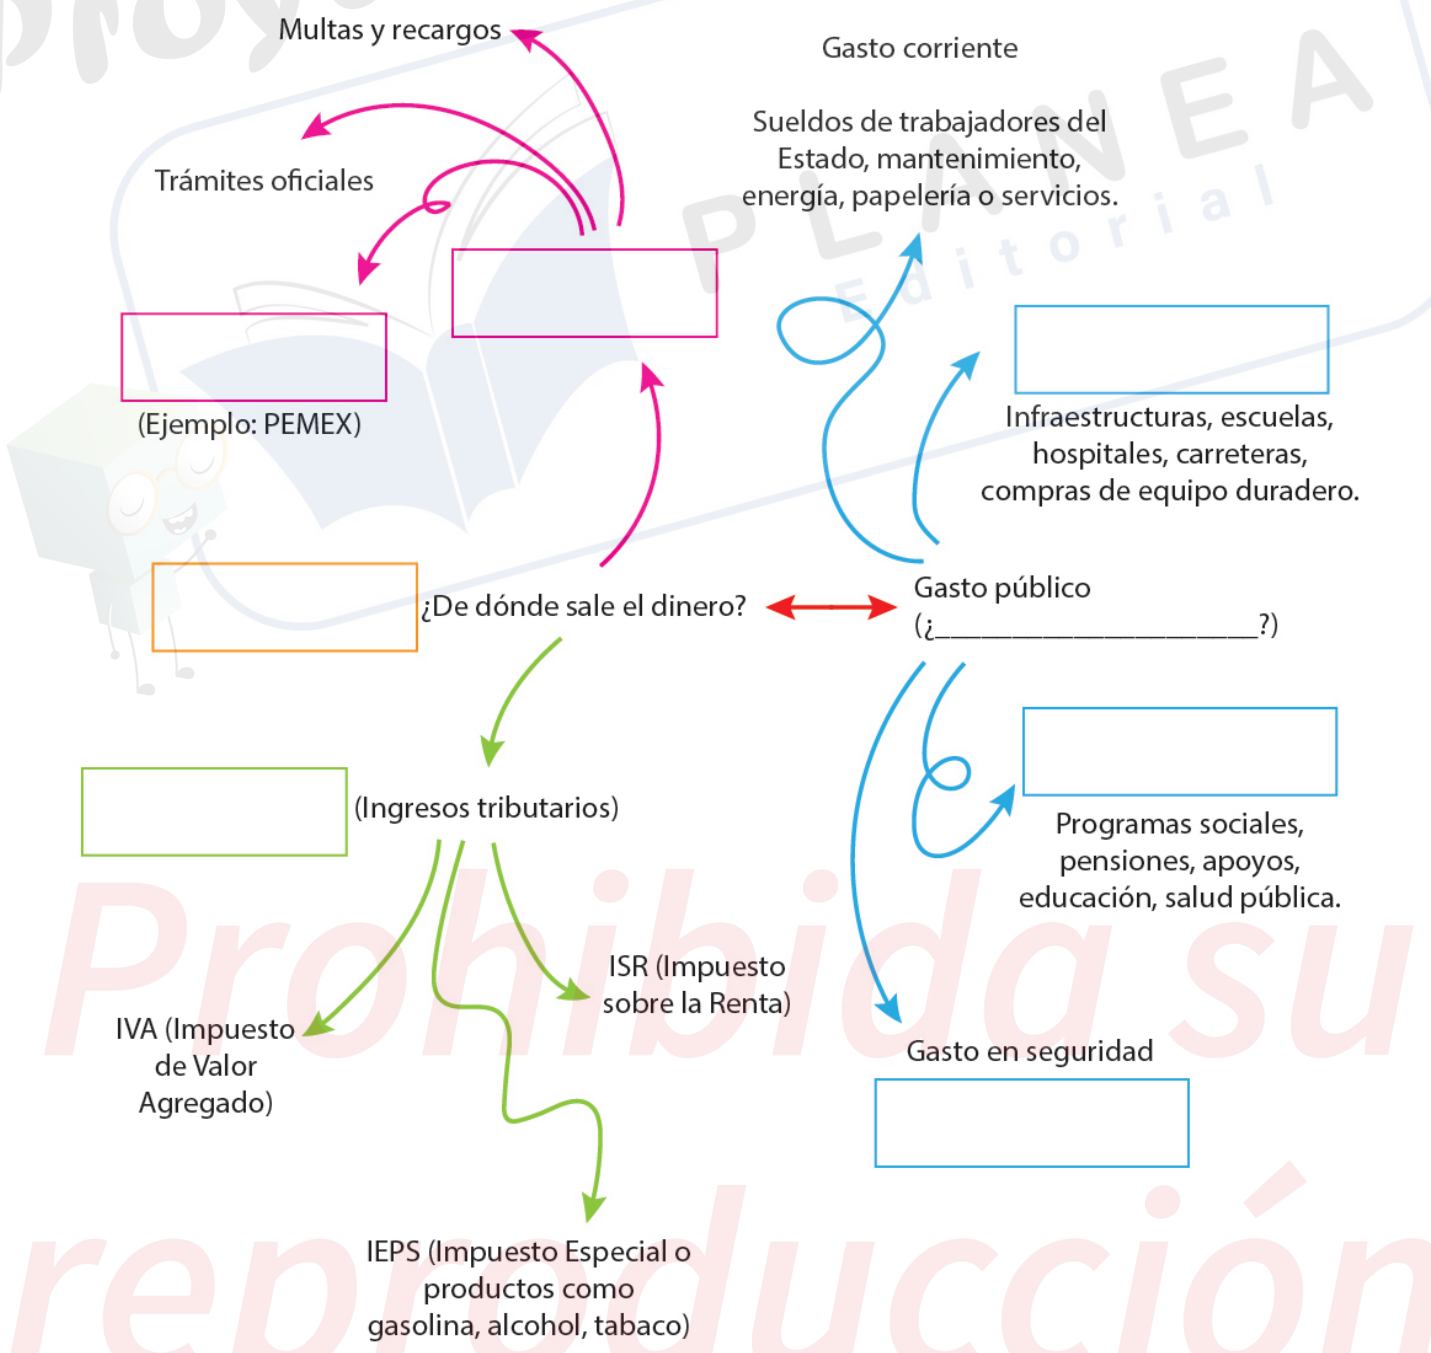 proy
Multas y recargos
Trámites oficiales
(Ejemplo: PEMEX)
Gasto corriente
Sueldos de trabajadores del
Estado, mantenimiento,
energía, papelería o servicios.
PLANEA
Editorial
Infraestructuras, escuelas,
hospitales, carreteras,
compras de equipo duradero.
¿De dónde sale el dinero?
Gasto público
(¿_____________________?)
(Ingresos tributarios)
Programas sociales,
pensiones, apoyos,
educación, salud pública.
ISR (Impuesto
sobre la Renta)
IVA (Impuesto
de Valor
Agregado)
Gasto en seguridad
IEPS (Impuesto Especial o
productos como
gasolina, alcohol, tabaco)
Prohibida su
reproducción